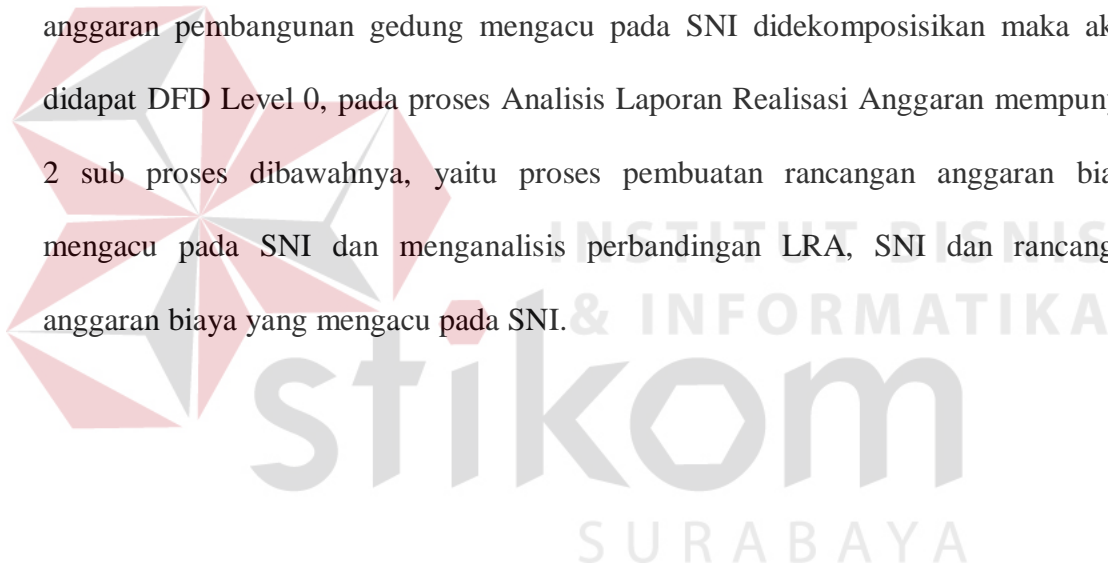 anggaran pembangunan gedung mengacu pada SNI didekomposisikan maka ak
didapat DFD Level 0, pada proses Analisis Laporan Realisasi Anggaran mempun
2 sub proses dibawahnya, yaitu proses pembuatan rancangan anggaran bia
mengacu pada SNI dan menganalisis perbandingan LRA, SNI dan rancang
anggaran biaya yang mengacu pada SNI.
INSTITUT BISNIS
& INFORMATIKA
stikom
SURABAYA